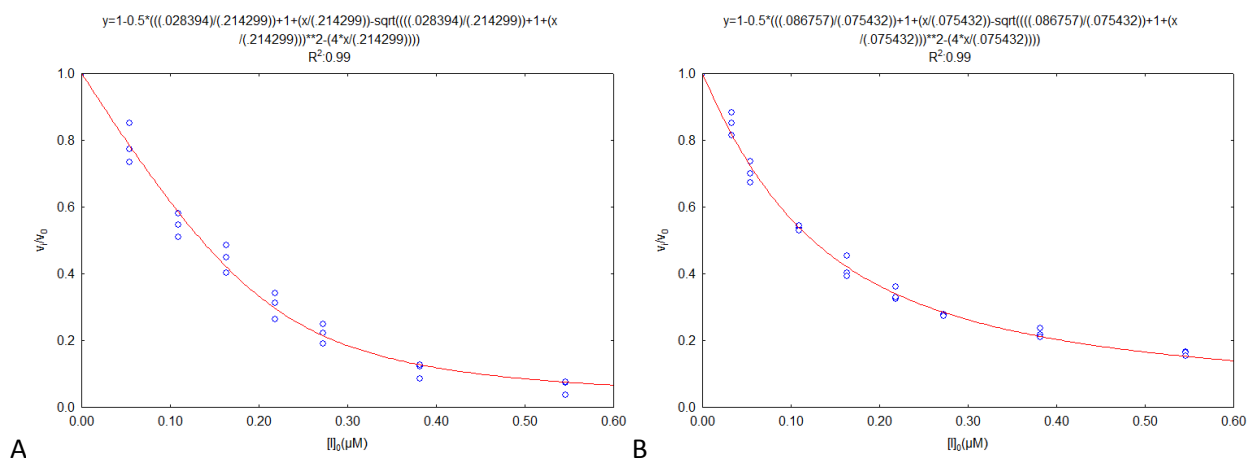 y=1-0.5*(((.028394)/(.214299))+1+(x/(.214299))-sqrt((((.028394)/(.214299))+1+(x
/(.214299)))**2-(4*x/(.214299))))
R²:0.99
1.0
0.8
0.6
0.4
0.2
0.0
vᵢ/v₀
0.00 0.10 0.20 0.30 0.40 0.50 0.60
[I]₀(µM)
A
y=1-0.5*(((.086757)/(.075432))+1+(x/(.075432))-sqrt((((.086757)/(.075432))+1+(x
/(.075432)))**2-(4*x/(.075432))))
R²:0.99
1.0
0.8
0.6
0.4
0.2
0.0
vᵢ/v₀
0.00 0.10 0.20 0.30 0.40 0.50 0.60
[I]₀(µM)
B